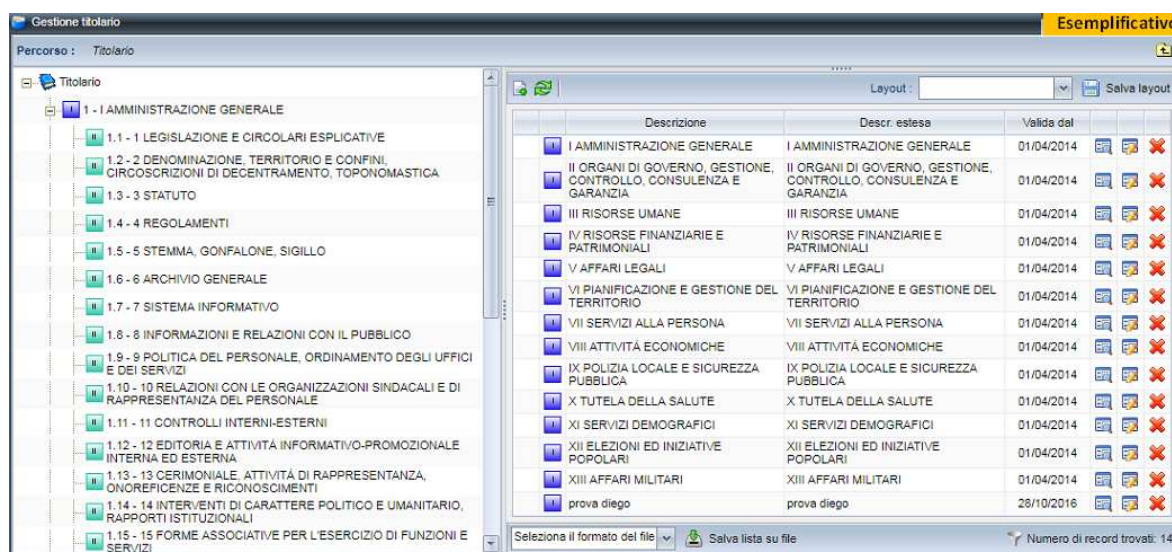 Gestione titolario
Esemplificativo
Percorso : Titolario
Titolario
1 - I AMMINISTRAZIONE GENERALE
1.1 - 1 LEGISLAZIONE E CIRCOLARI ESPLICATIVE
1.2 - 2 DENOMINAZIONE, TERRITORIO E CONFINI,
CIRCOSCRIZIONI DI DECENTRAMENTO, TOPONOMASTICA
1.3 - 3 STATUTO
1.4 - 4 REGOLAMENTI
1.5 - 5 STEMMA, GONFALONE, SIGILLO
1.6 - 6 ARCHIVIO GENERALE
1.7 - 7 SISTEMA INFORMATIVO
1.8 - 8 INFORMAZIONI E RELAZIONI CON IL PUBBLICO
1.9 - 9 POLITICA DEL PERSONALE, ORDINAMENTO DEGLI UFFICI
E DEI SERVIZI
1.10 - 10 RELAZIONI CON LE ORGANIZZAZIONI SINDACALI E DI
RAPPRESENTANZA DEL PERSONALE
1.11 - 11 CONTROLLI INTERNI-ESTERNI
1.12 - 12 EDITORIA E ATTIVITÁ INFORMATIVO-PROMOZIONALE
INTERNA ED ESTERNA
1.13 - 13 CERIMONIALE, ATTIVITÁ DI RAPPRESENTANZA,
ONOREFICENZE E RICONOSCIMENTI
1.14 - 14 INTERVENTI DI CARATTERE POLITICO E UMANITARIO,
RAPPORTI ISTITUZIONALI
1.15 - 15 FORME ASSOCIATIVE PER L'ESERCIZIO DI FUNZIONI E
SERVIZI
Layout : Salva layout
Descrizione Descr. estesa Valida dal
I AMMINISTRAZIONE GENERALE I AMMINISTRAZIONE GENERALE 01/04/2014
II ORGANI DI GOVERNO, GESTIONE, II ORGANI DI GOVERNO, GESTIONE,
CONTROLLO, CONSULENZA E CONTROLLO, CONSULENZA E 01/04/2014
GARANZIA GARANZIA
III RISORSE UMANE III RISORSE UMANE 01/04/2014
IV RISORSE FINANZIARIE E IV RISORSE FINANZIARIE E 01/04/2014
PATRIMONIALI PATRIMONIALI
V AFFARI LEGALI V AFFARI LEGALI 01/04/2014
VI PIANIFICAZIONE E GESTIONE DEL VI PIANIFICAZIONE E GESTIONE DEL 01/04/2014
TERRITORIO TERRITORIO
VII SERVIZI ALLA PERSONA VII SERVIZI ALLA PERSONA 01/04/2014
VIII ATTIVITÁ ECONOMICHE VIII ATTIVITÁ ECONOMICHE 01/04/2014
IX POLIZIA LOCALE E SICUREZZA IX POLIZIA LOCALE E SICUREZZA 01/04/2014
PUBBLICA PUBBLICA
X TUTELA DELLA SALUTE X TUTELA DELLA SALUTE 01/04/2014
XI SERVIZI DEMOGRAFICI XI SERVIZI DEMOGRAFICI 01/04/2014
XII ELEZIONI ED INIZIATIVE XII ELEZIONI ED INIZIATIVE 01/04/2014
POPOLARI POPOLARI
XIII AFFARI MILITARI XIII AFFARI MILITARI 01/04/2014
prova diego prova diego 28/10/2016
Seleziona il formato del file Salva lista su file Numero di record trovati: 14